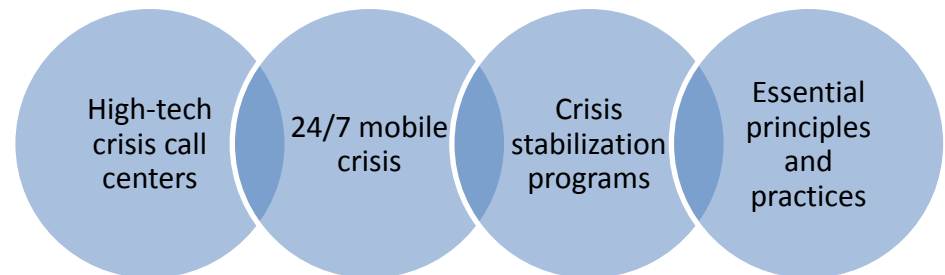 High-tech
crisis call
centers
24/7 mobile
crisis
Crisis
stabilization
programs
Essential
principles
and
practices